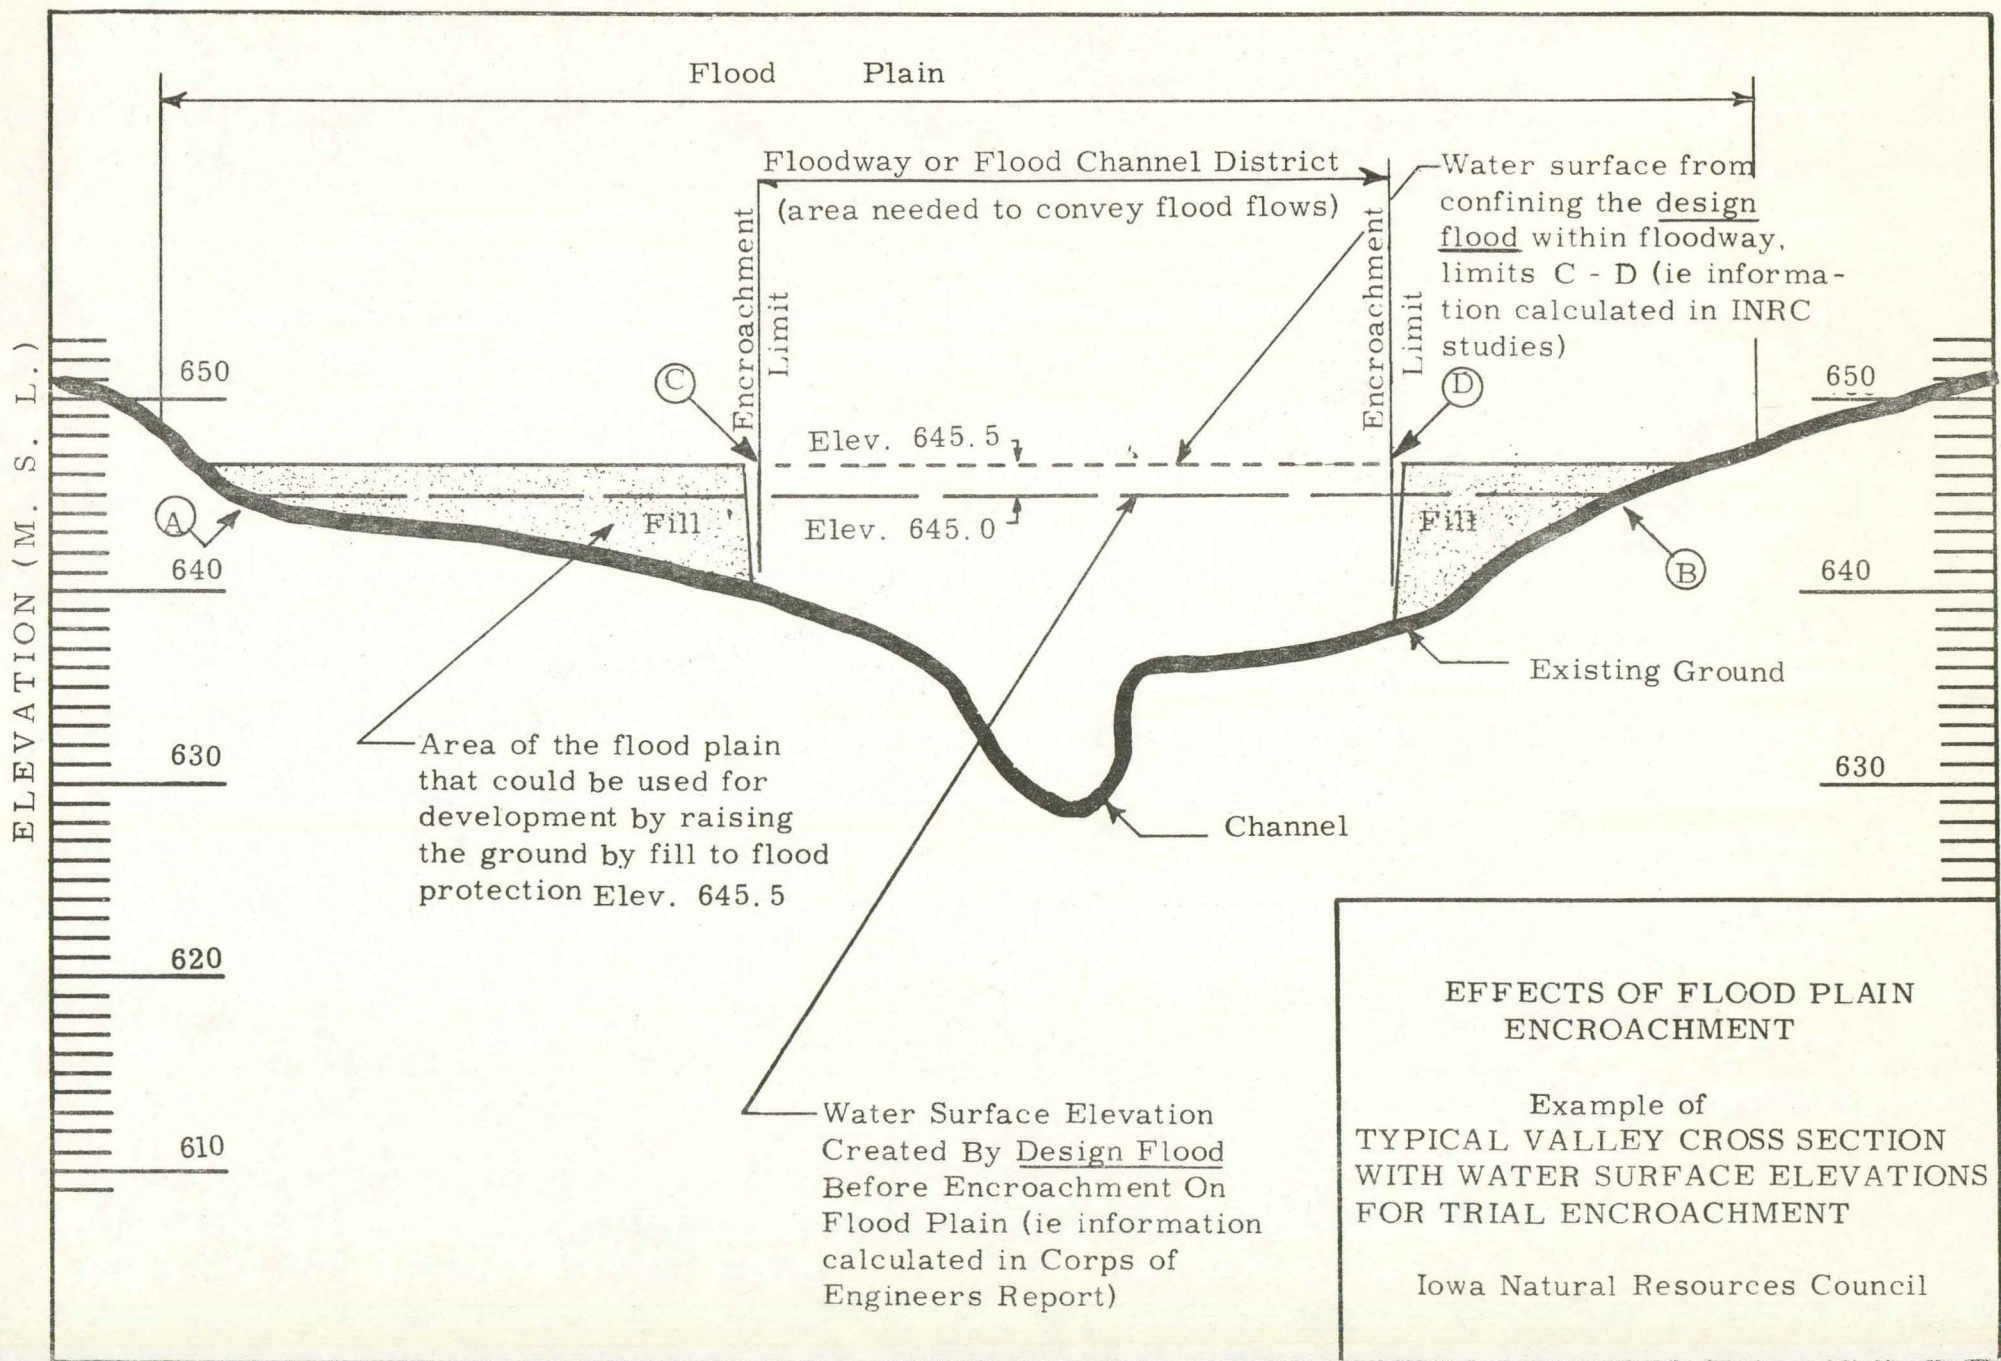 Flood Plain
Floodway or Flood Channel District
(area needed to convey flood flows)
Encroachment
Limit
Encroachment
Limit
Water surface from
confining the design
flood within floodway,
limits C - D (ie informa-
tion calculated in INRC
studies)
ELEVATION (M. S. L.)
650
640
630
620
610
650
640
630
C
D
A
B
Elev. 645.5
Elev. 645.0
Fill
Fill
Existing Ground
Channel
Area of the flood plain
that could be used for
development by raising
the ground by fill to flood
protection Elev. 645.5
Water Surface Elevation
Created By Design Flood
Before Encroachment On
Flood Plain (ie information
calculated in Corps of
Engineers Report)
EFFECTS OF FLOOD PLAIN
ENCROACHMENT
Example of
TYPICAL VALLEY CROSS SECTION
WITH WATER SURFACE ELEVATIONS
FOR TRIAL ENCROACHMENT
Iowa Natural Resources Council